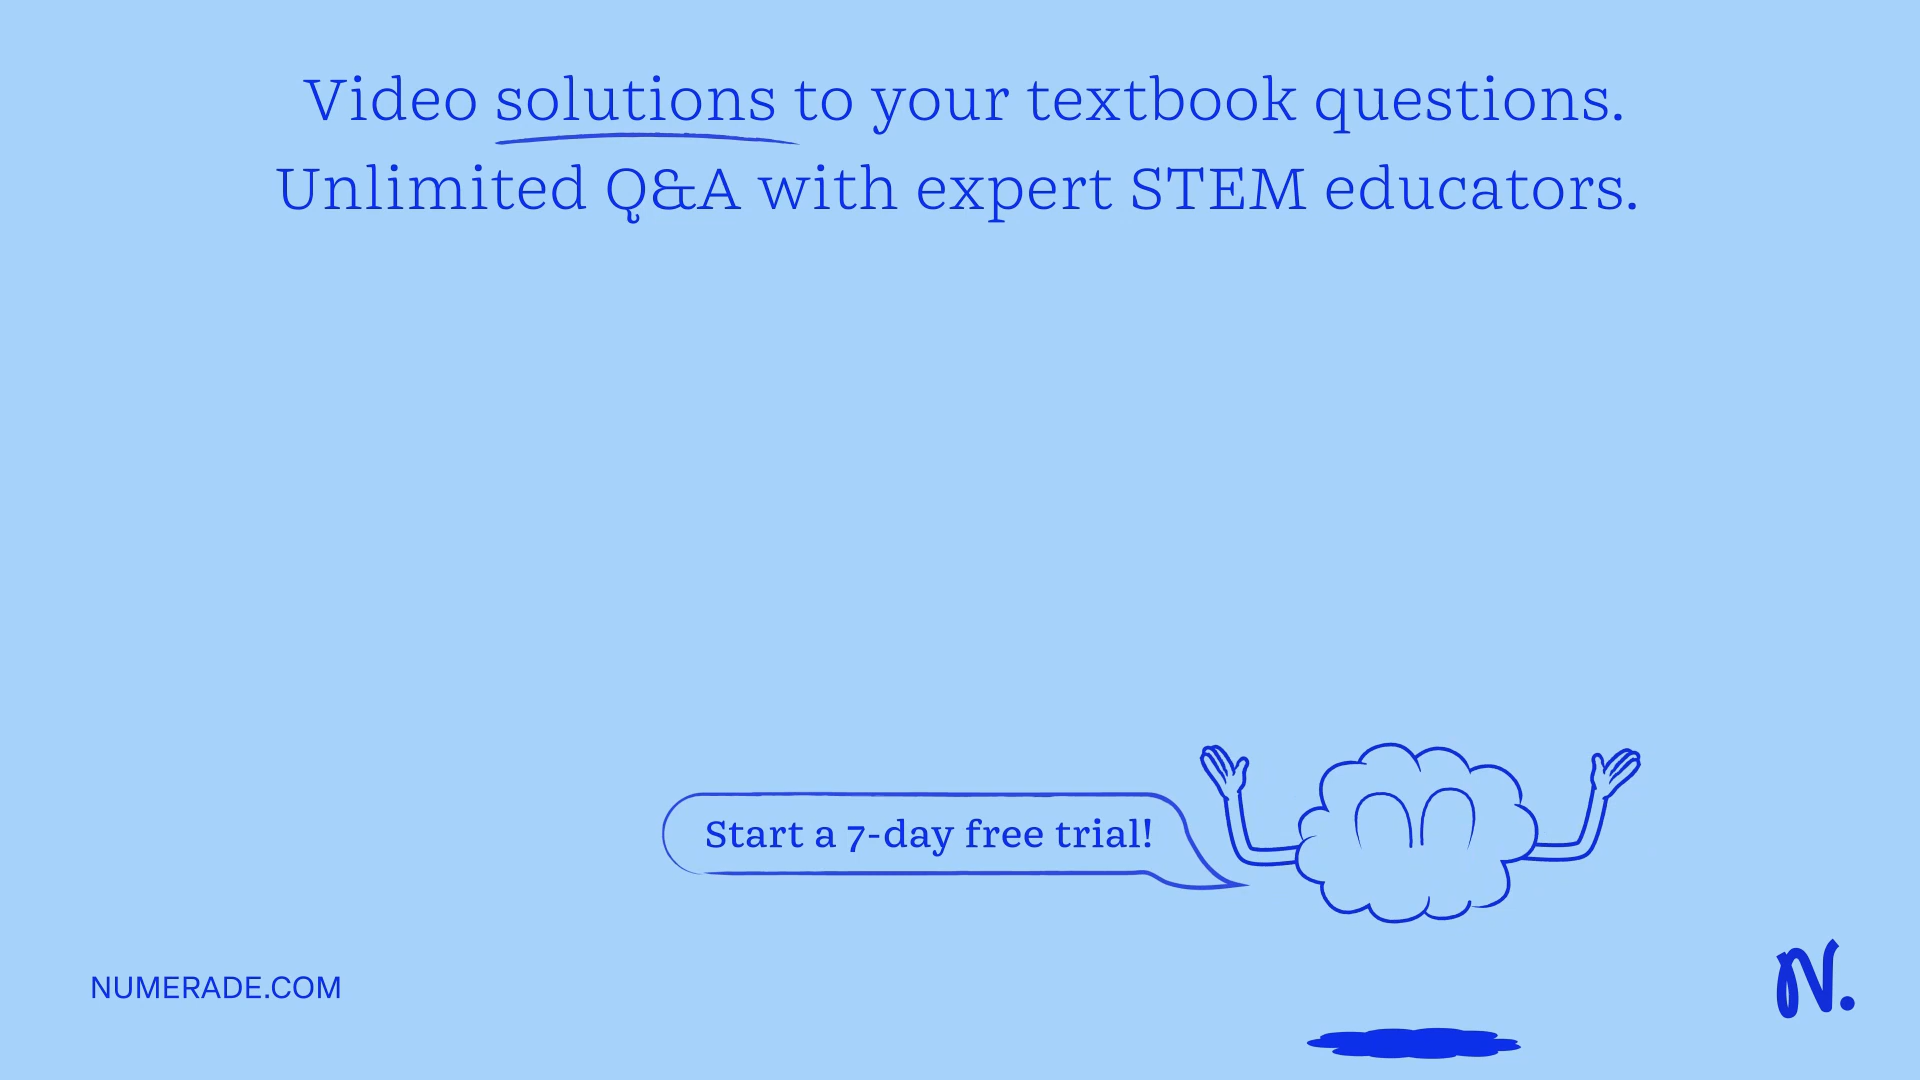 Video solutions to your textbook questions.
Unlimited Q&A with expert STEM educators.
Start a 7-day free trial!
NUMERADE.COM
N.